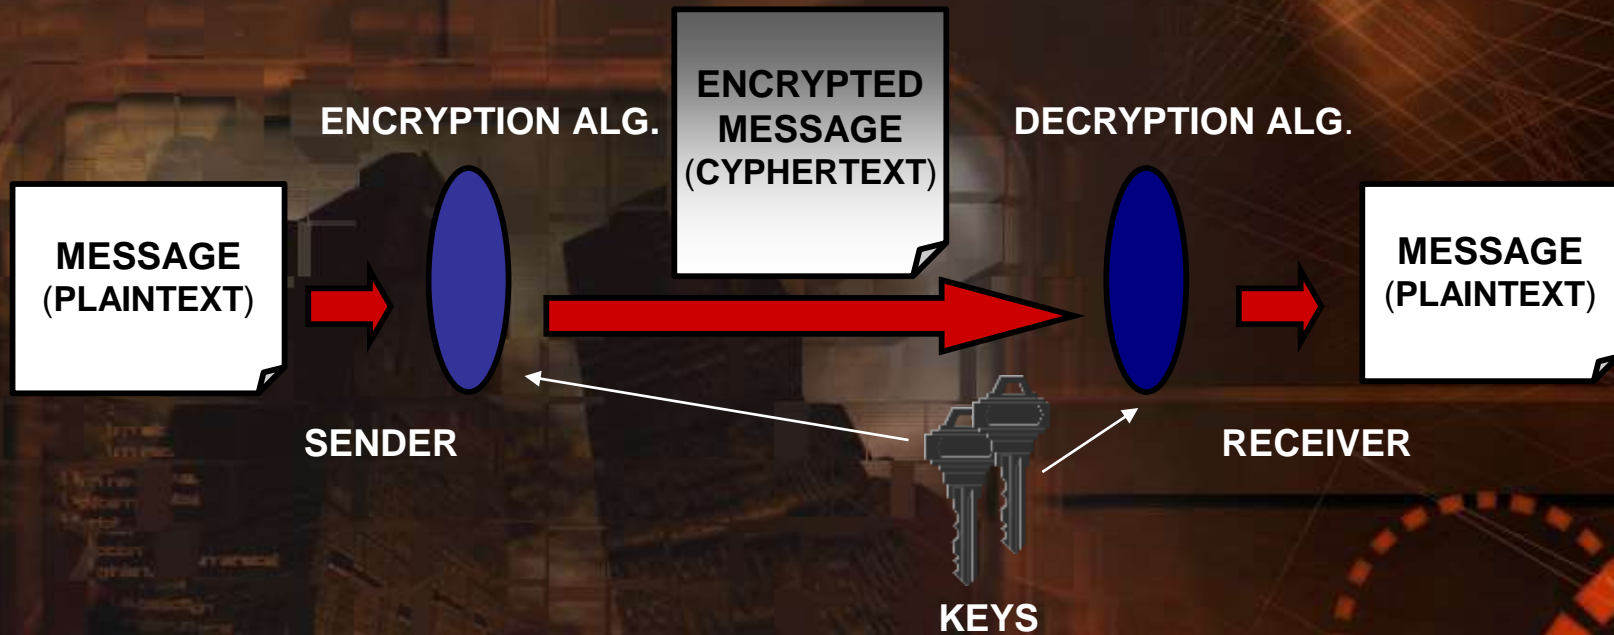 ENCRYPTED
MESSAGE
(CYPHERTEXT)
ENCRYPTION ALG.
DECRYPTION ALG.
MESSAGE
(PLAINTEXT)
MESSAGE
(PLAINTEXT)
SENDER
RECEIVER
KEYS